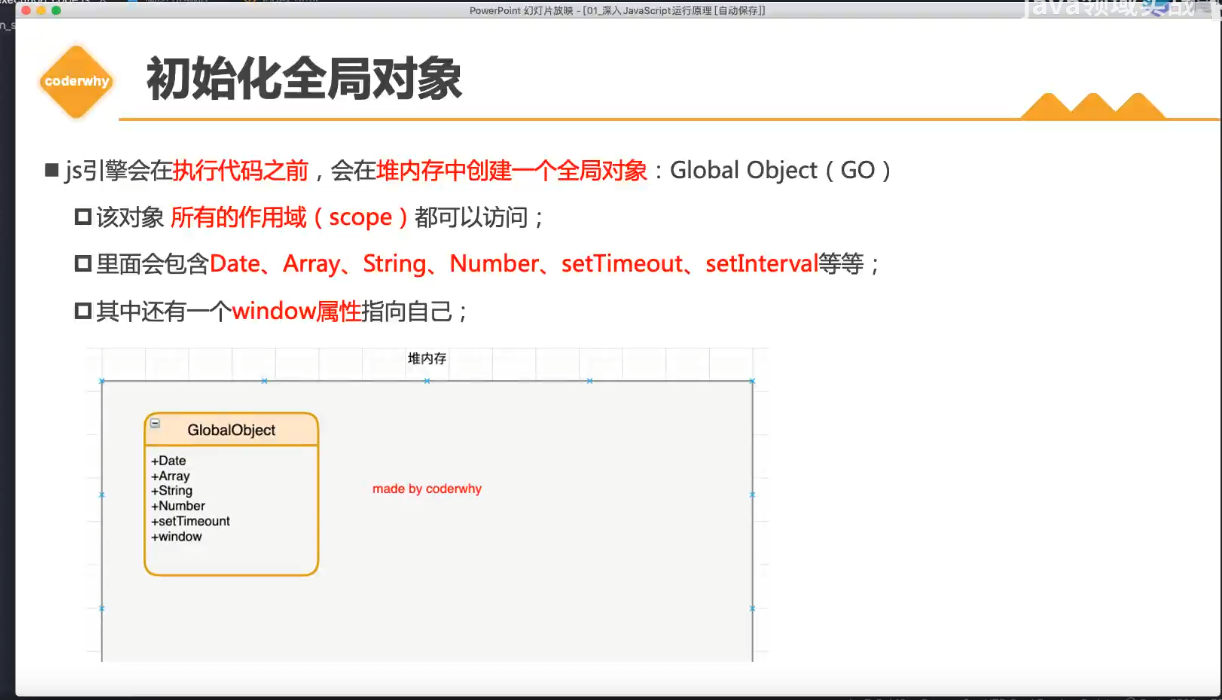 PowerPoint 幻灯片放映 - [01_深入JavaScript运行原理 [自动保存]]
java领域实战
coderwhy
初始化全局对象
js引擎会在执行代码之前，会在堆内存中创建一个全局对象：Global Object（GO）
该对象 所有的作用域（scope）都可以访问；
里面会包含Date、Array、String、Number、setTimeout、setInterval等等；
其中还有一个window属性指向自己；
堆内存
GlobalObject
+Date
+Array
+String
+Number
+setTimeount
+window
made by coderwhy